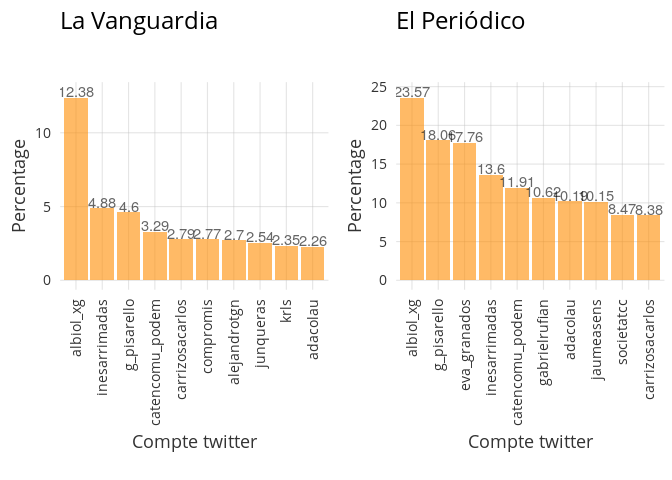 La Vanguardia
12.38
4.88
4.6
3.29
2.79
2.77
2.7
2.54
2.35
2.26
10
5
0
Percentage
albiol_xg
inesarrimadas
g_pisarello
catencomu_podem
carrizosacarlos
compromis
alejandrotgn
junqueras
krls
adacolau
Compte twitter
El Periódico
23.57
18.06
17.76
13.6
11.91
10.62
10.19
10.15
8.47
8.38
25
20
15
10
5
0
Percentage
albiol_xg
g_pisarello
eva_granados
inesarrimadas
catencomu_podem
gabrielrufian
adacolau
jaumeasens
societatcc
carrizosacarlos
Compte twitter